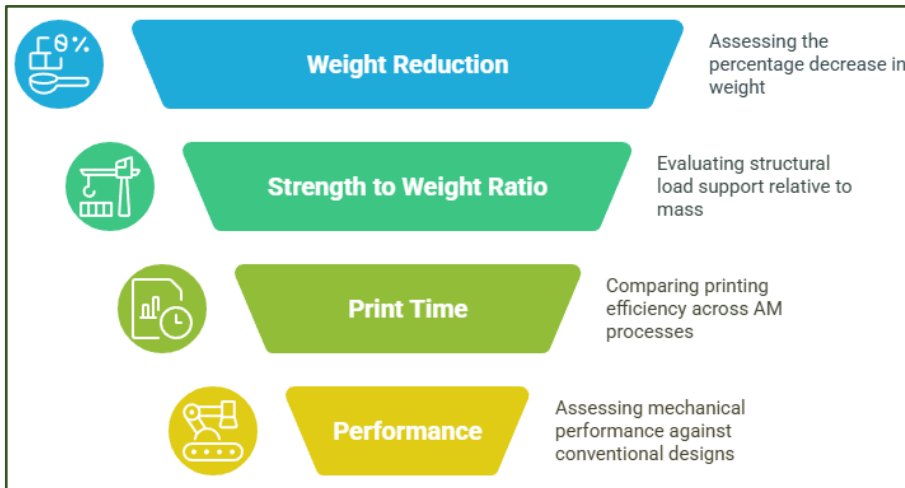 θ%
Weight Reduction
Assessing the
percentage decrease in
weight
Strength to Weight Ratio
Evaluating structural
load support relative to
mass
Print Time
Comparing printing
efficiency across AM
processes
Performance
Assessing mechanical
performance against
conventional designs